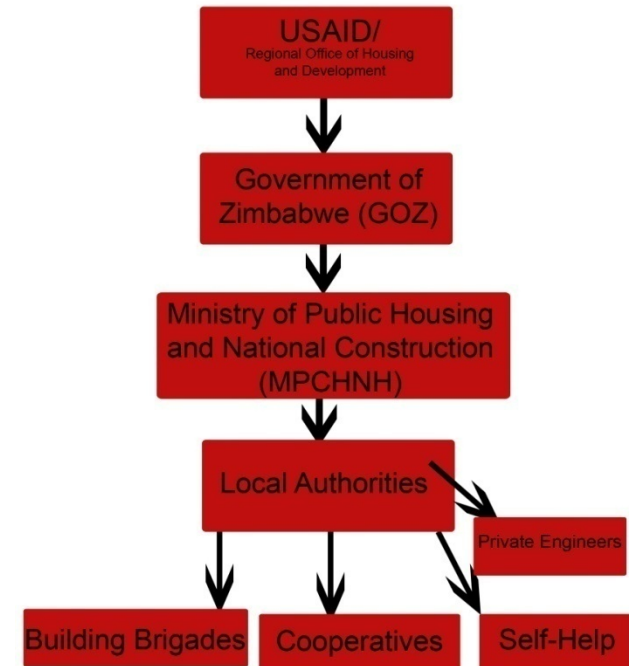 USAID/
Regional Office of Housing
and Development
Government of
Zimbabwe (GOZ)
Ministry of Public Housing
and National Construction
(MPCHNH)
Local Authorities
Private Engineers
Building Brigades
Cooperatives
Self-Help